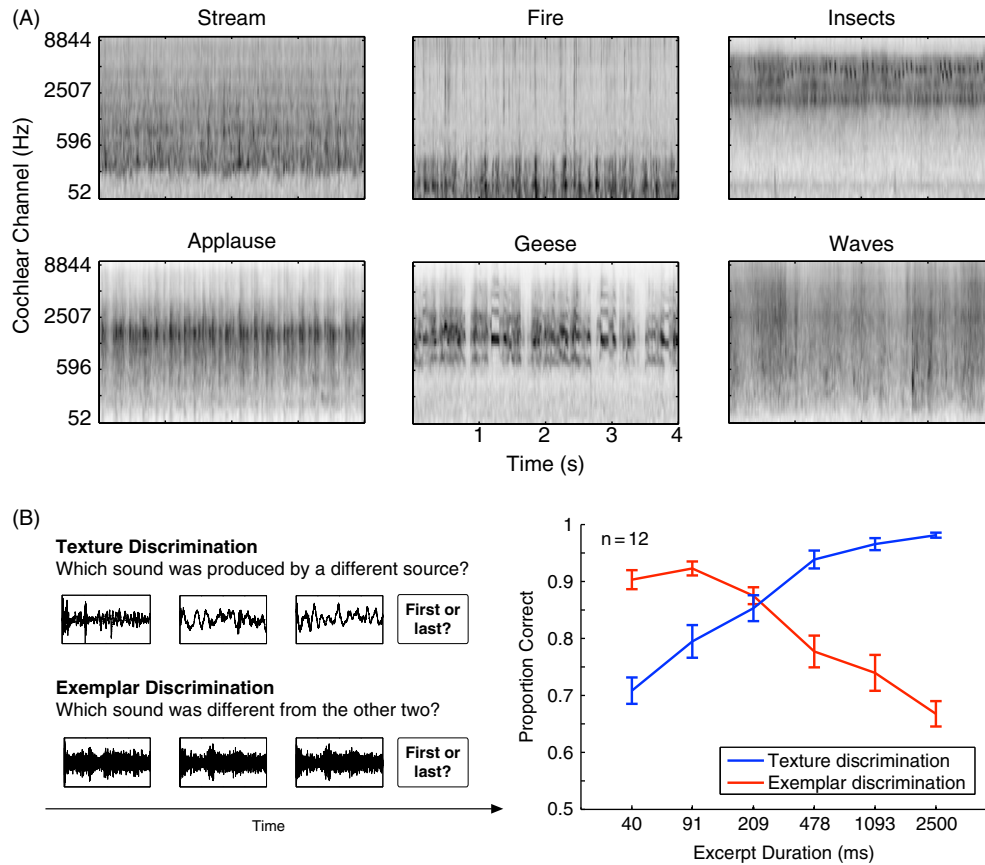 (A)
Stream
Fire
Insects
Cochlear Channel (Hz)
8844
2507
596
52
Applause
Geese
Waves
8844
2507
596
52
1 2 3 4
Time (s)
(B)
Texture Discrimination
Which sound was produced by a different source?
First or
last?
Exemplar Discrimination
Which sound was different from the other two?
First or
last?
Time
n = 12
Proportion Correct
1
0.9
0.8
0.7
0.6
0.5
Texture discrimination
Exemplar discrimination
40 91 209 478 1093 2500
Excerpt Duration (ms)